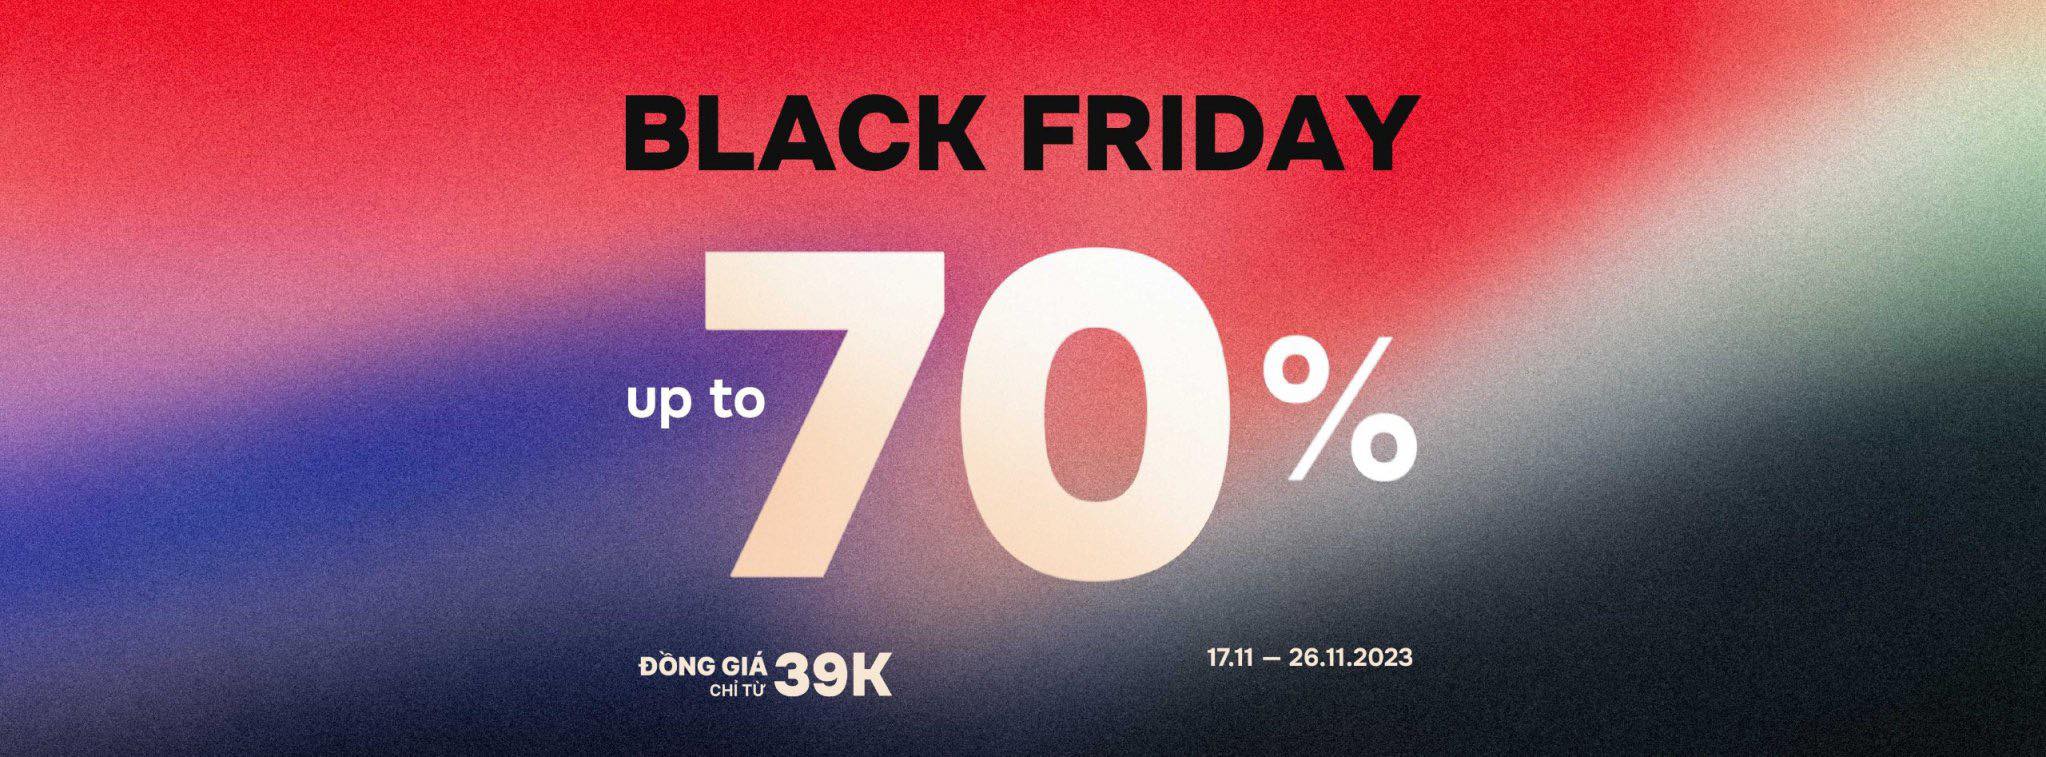 BLACK FRIDAY
up to 70%
ĐỒNG GIÁ 39K
CHỈ TỪ
17.11 — 26.11.2023